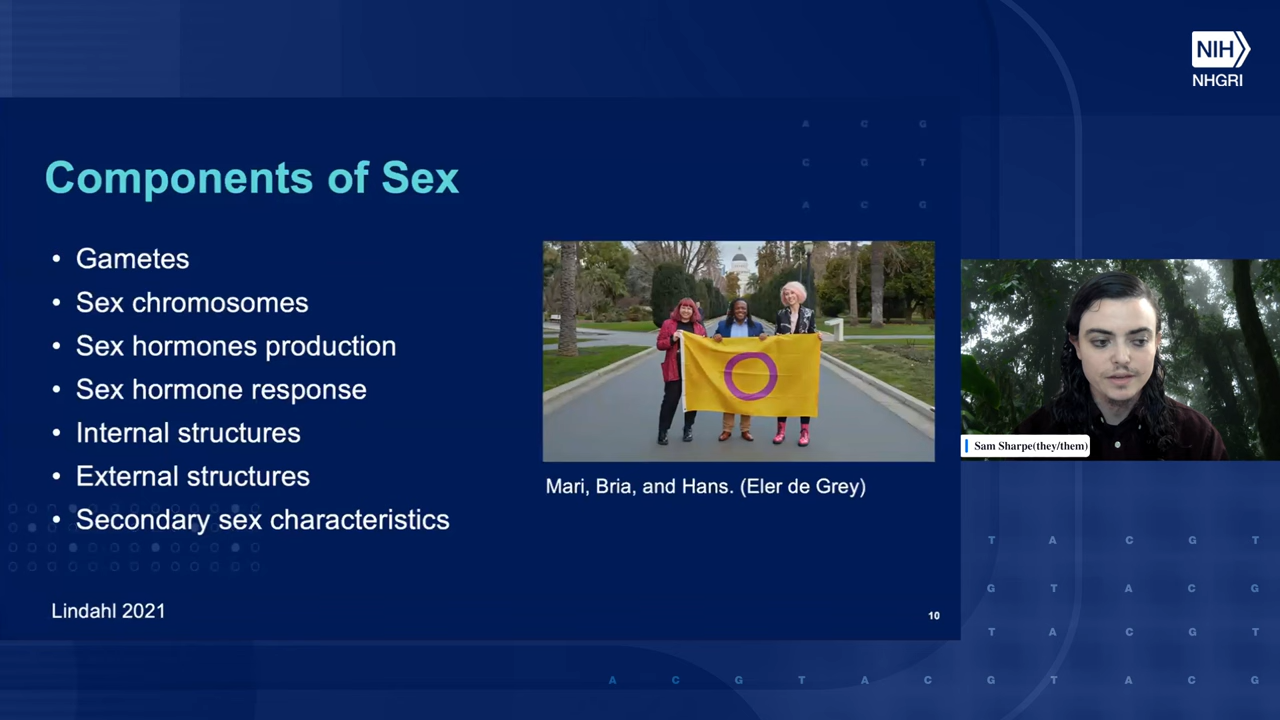 NIH
NHGRI
A C G
C G T
A C G
Components of Sex
• Gametes
• Sex chromosomes
• Sex hormones production
• Sex hormone response
• Internal structures
• External structures
• Secondary sex characteristics
Mari, Bria, and Hans. (Eler de Grey)
Sam Sharpe(they/them)
Lindahl 2021
10
T A C G T
G T A C G
T A C G T
A C G T A C G T A C G